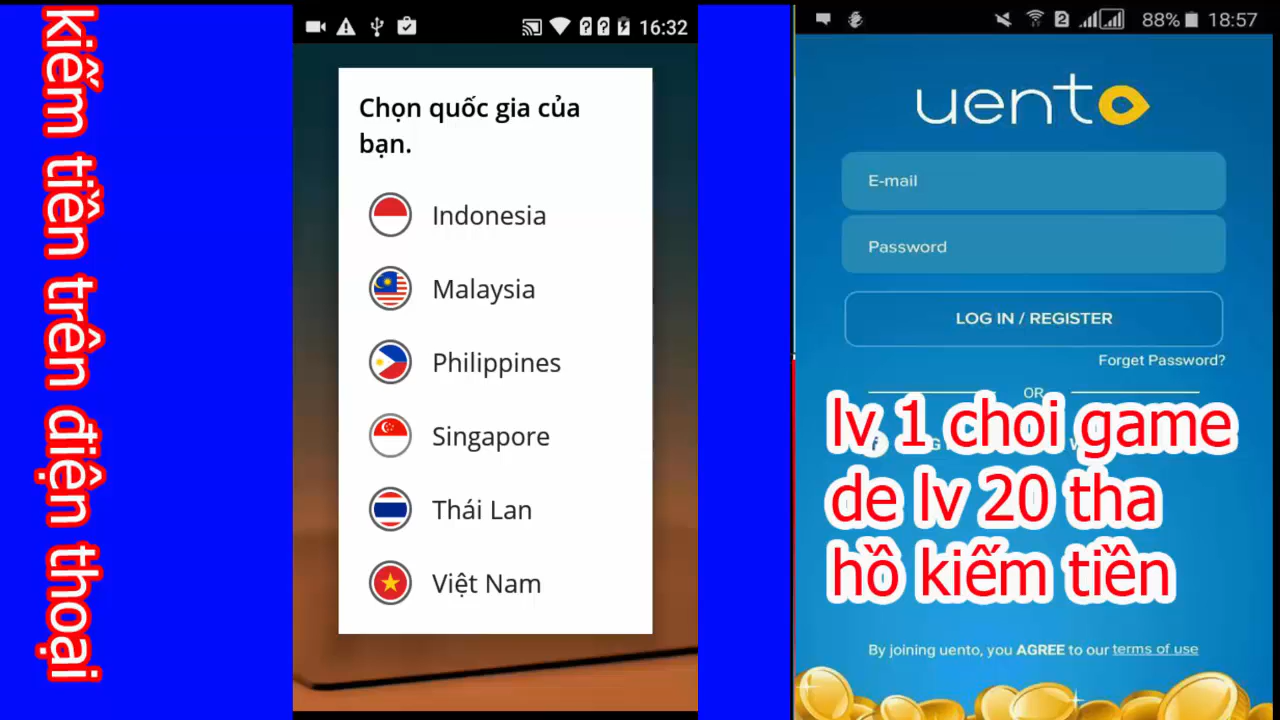 kiếm tiền trên điện thoại
16:32
Chọn quốc gia của
bạn.
Indonesia
Malaysia
Philippines
Singapore
Thái Lan
Việt Nam
88% 18:57
uento
E-mail
Password
LOG IN / REGISTER
Forget Password?
OR
lv 1 choi game
de lv 20 tha
hồ kiếm tiền
By joining uento, you AGREE to our terms of use